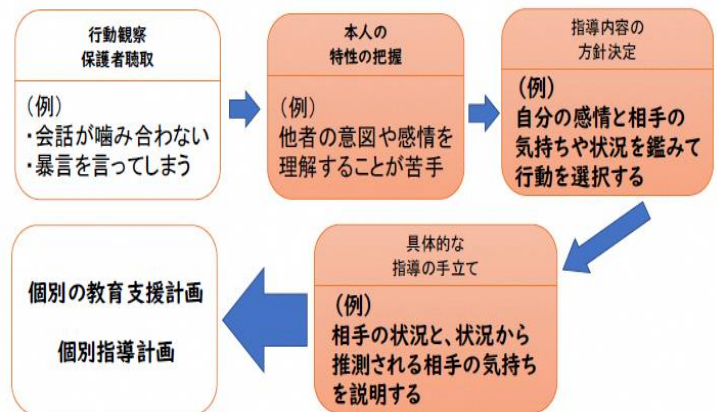 行動観察
保護者聴取
(例)
・会話が噛み合わない
・暴言を言ってしまう
本人の
特性の把握
(例)
他者の意図や感情を
理解することが苦手
指導内容の
方針決定
(例)
自分の感情と相手の
気持ちや状況を鑑みて
行動を選択する
具体的な
指導の手立て
(例)
相手の状況と、状況から
推測される相手の気持ち
を説明する
個別の教育支援計画
個別指導計画